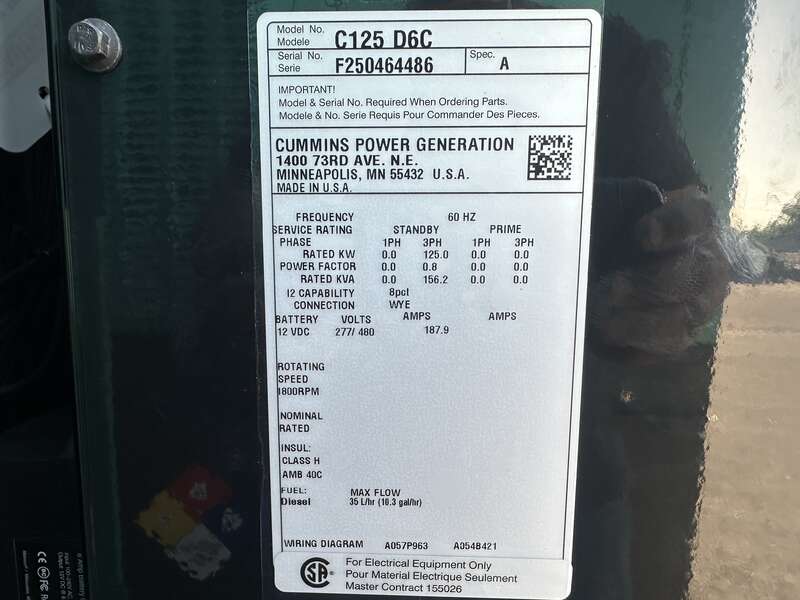 Model No. C125 D6C
Modele
Serial No. F250464486 Spec. A
Serie
IMPORTANT!
Model & Serial No. Required When Ordering Parts.
Modele & No. Serie Requis Pour Commander Des Pieces.
CUMMINS POWER GENERATION
1400 73RD AVE. N.E.
MINNEAPOLIS, MN 55432 U.S.A.
MADE IN U.S.A.
FREQUENCY 60 HZ
SERVICE RATING STANDBY PRIME
PHASE 1PH 3PH 1PH 3PH
RATED KW 0.0 125.0 0.0 0.0
POWER FACTOR 0.0 0.8 0.0 0.0
RATED KVA 0.0 156.2 0.0 0.0
I2 CAPABILITY 8pcl
CONNECTION WYE
BATTERY VOLTS AMPS AMPS
12 VDC 277/ 480 187.9
ROTATING
SPEED
1800RPM
NOMINAL
RATED
INSUL:
CLASS H
AMB 40C
FUEL: MAX FLOW
Diesel 35 L/hr (10.3 gal/hr)
WIRING DIAGRAM A057P963 A054B421
SA
For Electrical Equipment Only
Pour Material Electrique Seulement
Master Contract 155026
CE FC